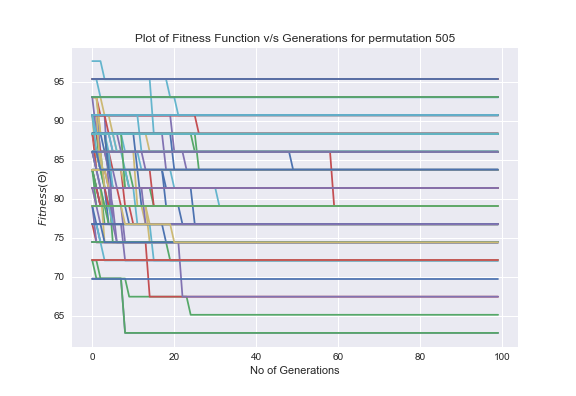 Plot of Fitness Function v/s Generations for permutation 505
Fitness(Θ)
95
90
85
80
75
70
65
0 20 40 60 80 100
No of Generations